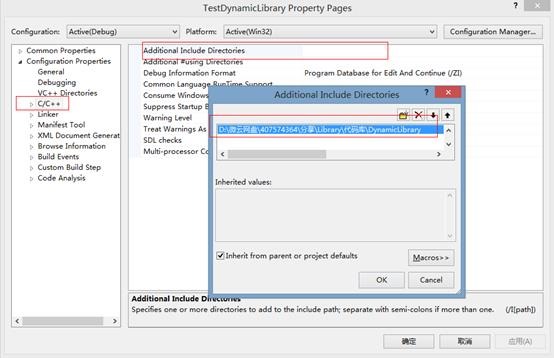 TestDynamicLibrary Property Pages
Configuration: Active(Debug) Platform: Active(Win32) Configuration Manager...
Common Properties
Configuration Properties
General
Debugging
VC++ Directories
C/C++
Linker
Manifest Tool
XML Document Generat
Browse Information
Build Events
Custom Build Step
Code Analysis
Additional Include Directories
Additional #using Directories
Debug Information Format Program Database for Edit And Continue (/ZI)
Common Language RunTime Support
Consume Windows
Suppress Startup B
Warning Level
Treat Warnings As
SDL checks
Multi-processor Co
Additional Include Directories
D:\微云网盘\407574364\分享\Library\代码库\DynamicLibrary
Inherited values:
Inherit from parent or project defaults
Macros>>
OK Cancel
Additional Include Directories
Specifies one or more directories to add to the include path; separate with semi-colons if more than one. (/I[path])
确定 取消 应用(A)